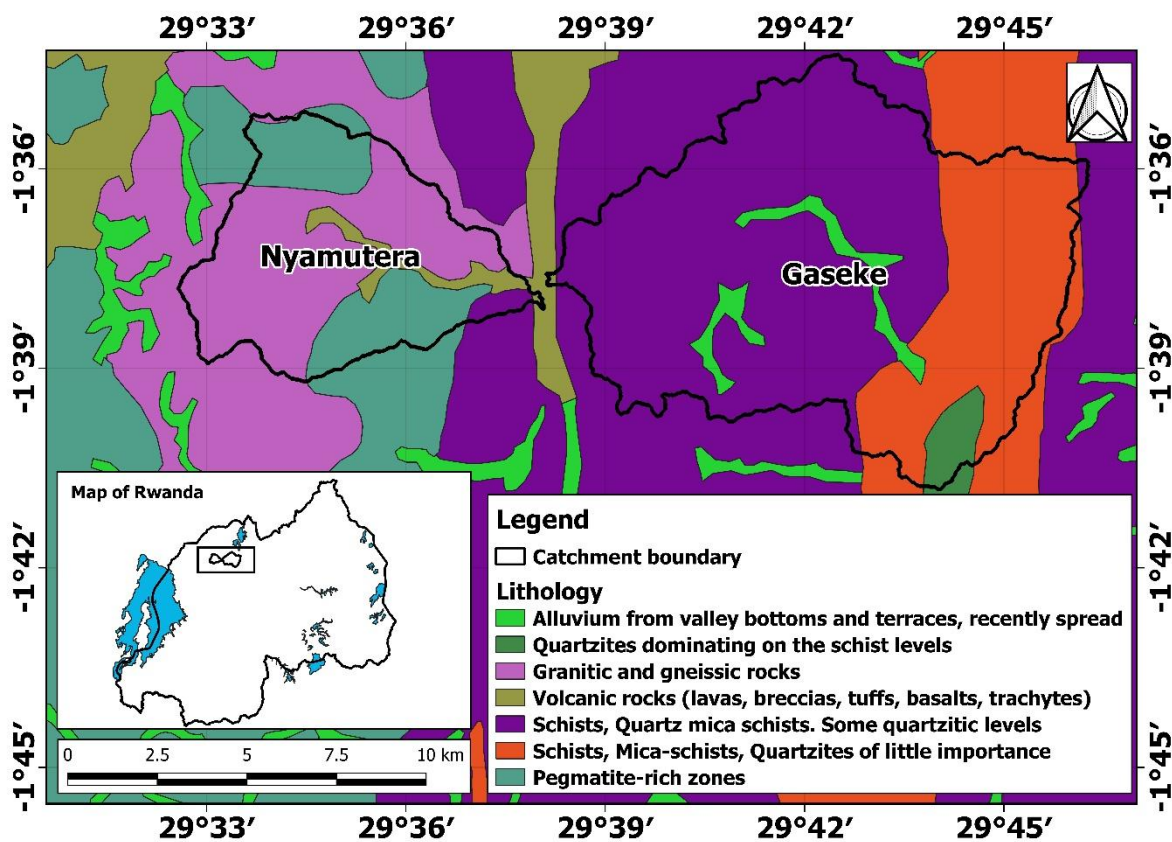 29°33′ 29°36′ 29°39′ 29°42′ 29°45′
-1°36′ -1°36′
Nyamutera Gaseke
-1°39′ -1°39′
Map of Rwanda
Legend
-1°42′ Catchment boundary -1°42′
Lithology
Alluvium from valley bottoms and terraces, recently spread
Quartzites dominating on the schist levels
Granitic and gneissic rocks
Volcanic rocks (lavas, breccias, tuffs, basalts, trachytes)
Schists, Quartz mica schists. Some quartzitic levels
Schists, Mica-schists, Quartzites of little importance
Pegmatite-rich zones
0 2.5 5 7.5 10 km
-1°45′ -1°45′
29°33′ 29°36′ 29°39′ 29°42′ 29°45′